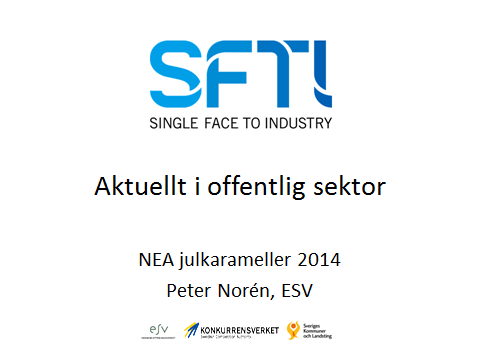 SFTI
SINGLE FACE TO INDUSTRY
Aktuellt i offentlig sektor
NEA julkarameller 2014
Peter Norén, ESV
esv
KONKURRENSVERKET
Swedish Competition Authority
Sveriges
Kommuner
och Landsting